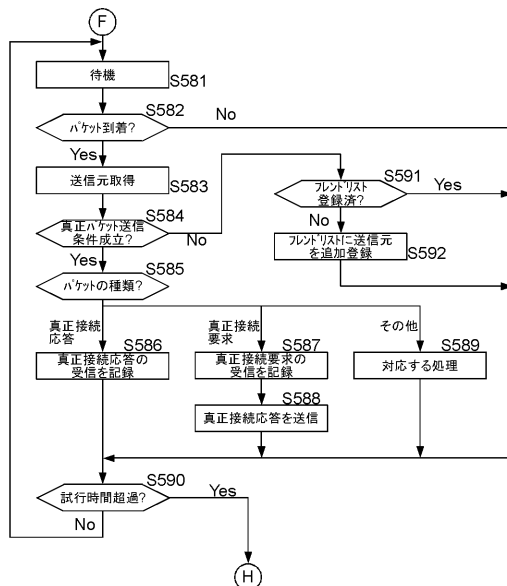 F
待機
S581
S582
パケット到着?
No
Yes
送信元取得
S583
S584
真正パケット送信
条件成立?
No
Yes
S591
フレンドリスト
登録済?
Yes
No
フレンドリストに送信元
を追加登録
S592
S585
パケットの種類?
真正接続
応答
S586
真正接続応答の
受信を記録
真正接続
要求
S587
真正接続要求の
受信を記録
S588
真正接続応答を送信
その他
S589
対応する処理
S590
試行時間超過?
Yes
No
H